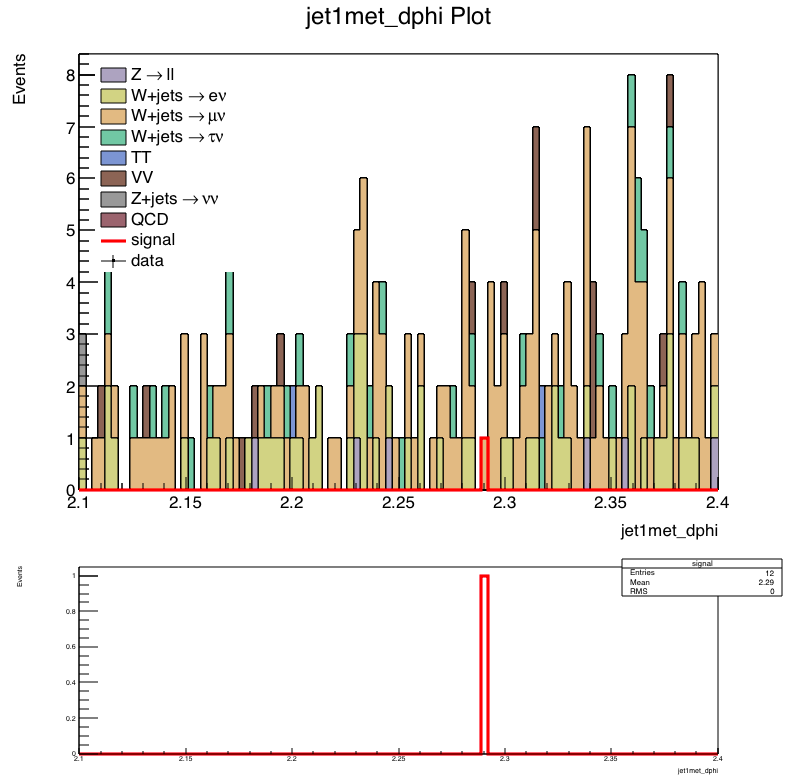 jet1met_dphi Plot
Events
8
7
6
5
4
3
2
1
0
Z → ll
W+jets → eν
W+jets → μν
W+jets → τν
TT
VV
Z+jets → νν
QCD
signal
data
2.1 2.15 2.2 2.25 2.3 2.35 2.4
jet1met_dphi
Events
1
0.8
0.6
0.4
0.2
0
signal
Entries 12
Mean 2.29
RMS 0
2.1 2.15 2.2 2.25 2.3 2.35 2.4
jet1met_dphi